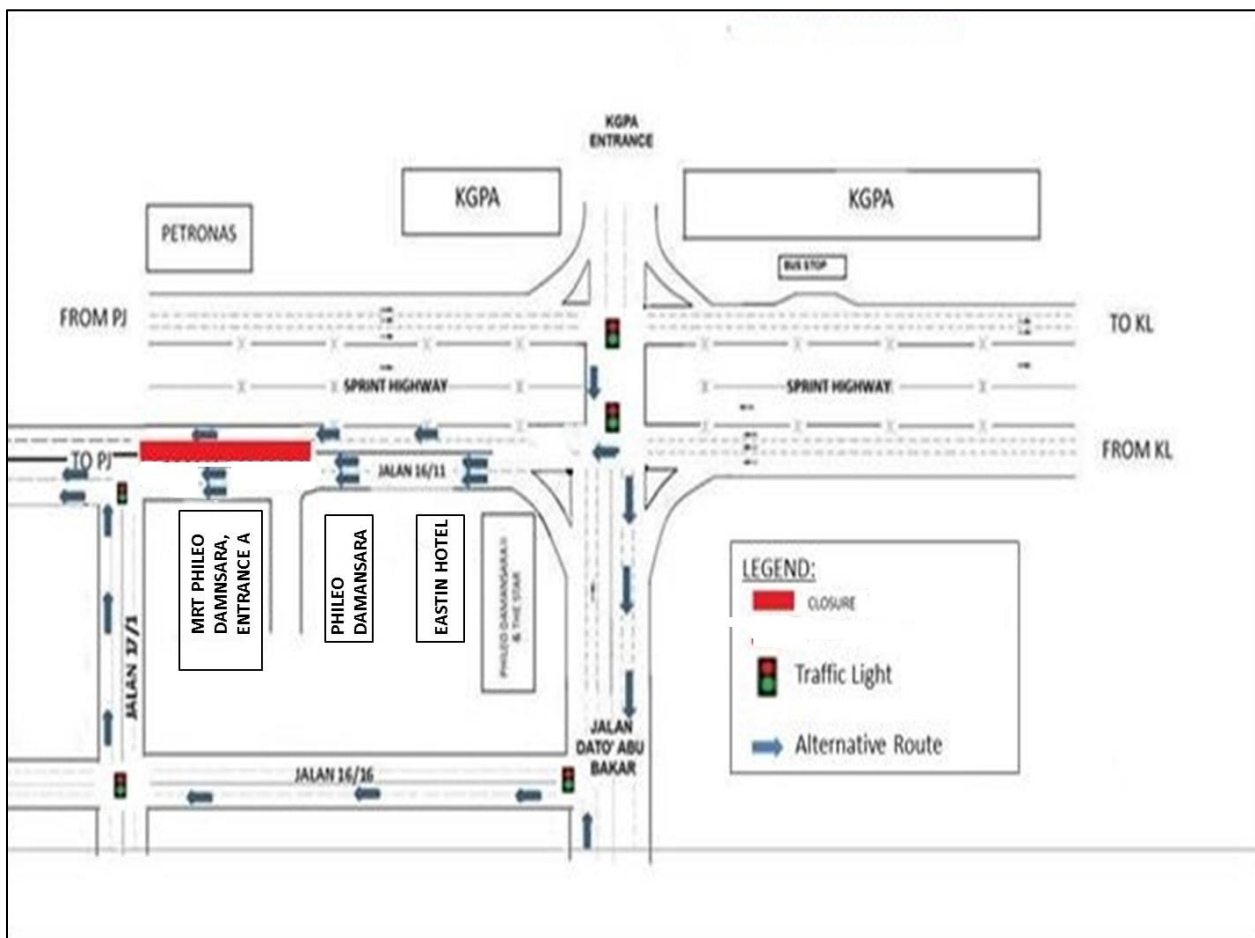 KGPA
ENTRANCE
KGPA
KGPA
PETRONAS
BUS STOP
FROM PJ
TO KL
SPRINT HIGHWAY
SPRINT HIGHWAY
FROM KL
TO PJ
JALAN 16/11
MRT PHILEO
DAMNSARA,
ENTRANCE A
PHILEO
DAMANSARA
EASTIN HOTEL
PHILEO DAMANSARA II
& THE STAR
JALAN 17/1
LEGEND:
CLOSURE
Traffic Light
Alternative Route
JALAN
DATO' ABU
BAKAR
JALAN 16/16